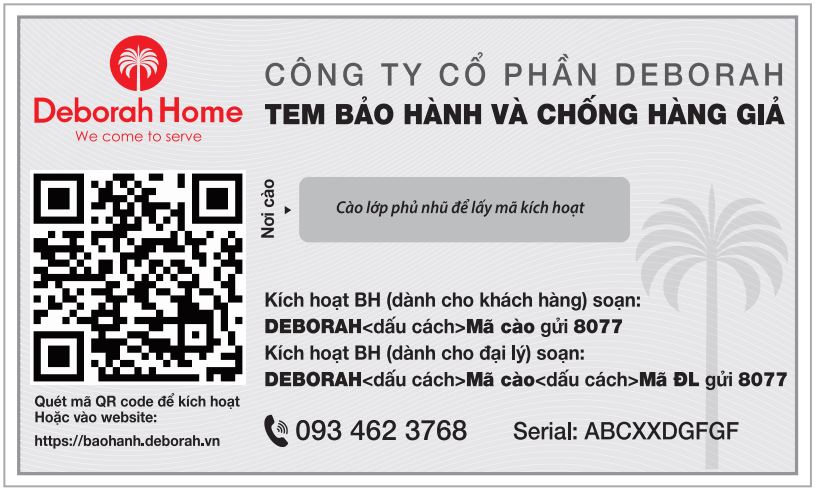 Deborah Home
We come to serve
CÔNG TY CỔ PHẦN DEBORAH
TEM BẢO HÀNH VÀ CHỐNG HÀNG GIẢ
Nơi cào
Cào lớp phủ nhũ để lấy mã kích hoạt
Kích hoạt BH (dành cho khách hàng) soạn:
DEBORAH<dấu cách>Mã cào gửi 8077
Kích hoạt BH (dành cho đại lý) soạn:
DEBORAH<dấu cách>Mã cào<dấu cách>Mã ĐL gửi 8077
Quét mã QR code để kích hoạt
Hoặc vào website:
https://baohanh.deborah.vn
093 462 3768 Serial: ABCXXDGFGF